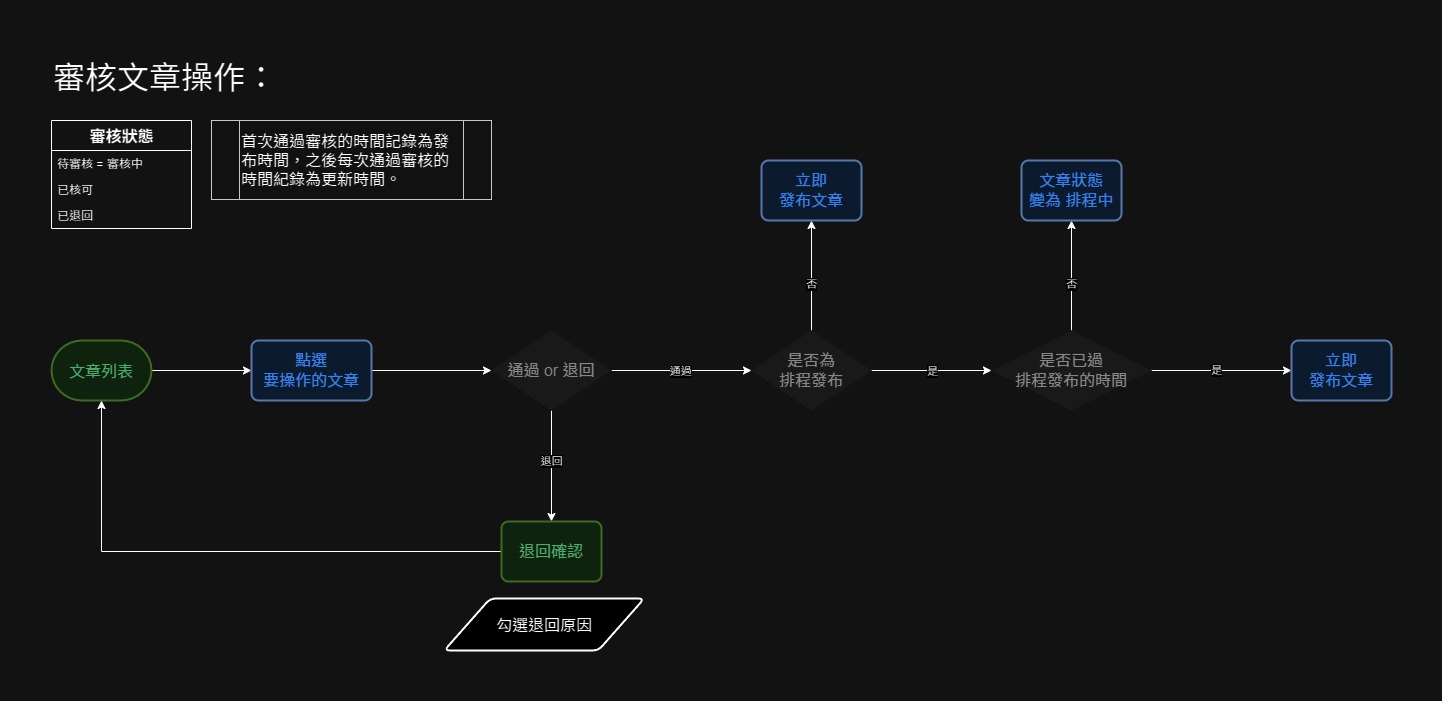 審核文章操作：
審核狀態
待審核 = 審核中
已核可
已退回
首次通過審核的時間記錄為發
布時間，之後每次通過審核的
時間紀錄為更新時間。
立即
發布文章
文章狀態
變為 排程中
否
否
文章列表
點選
要操作的文章
通過 or 退回
通過
是否為
排程發布
是
是否已過
排程發布的時間
是
立即
發布文章
退回
退回確認
勾選退回原因